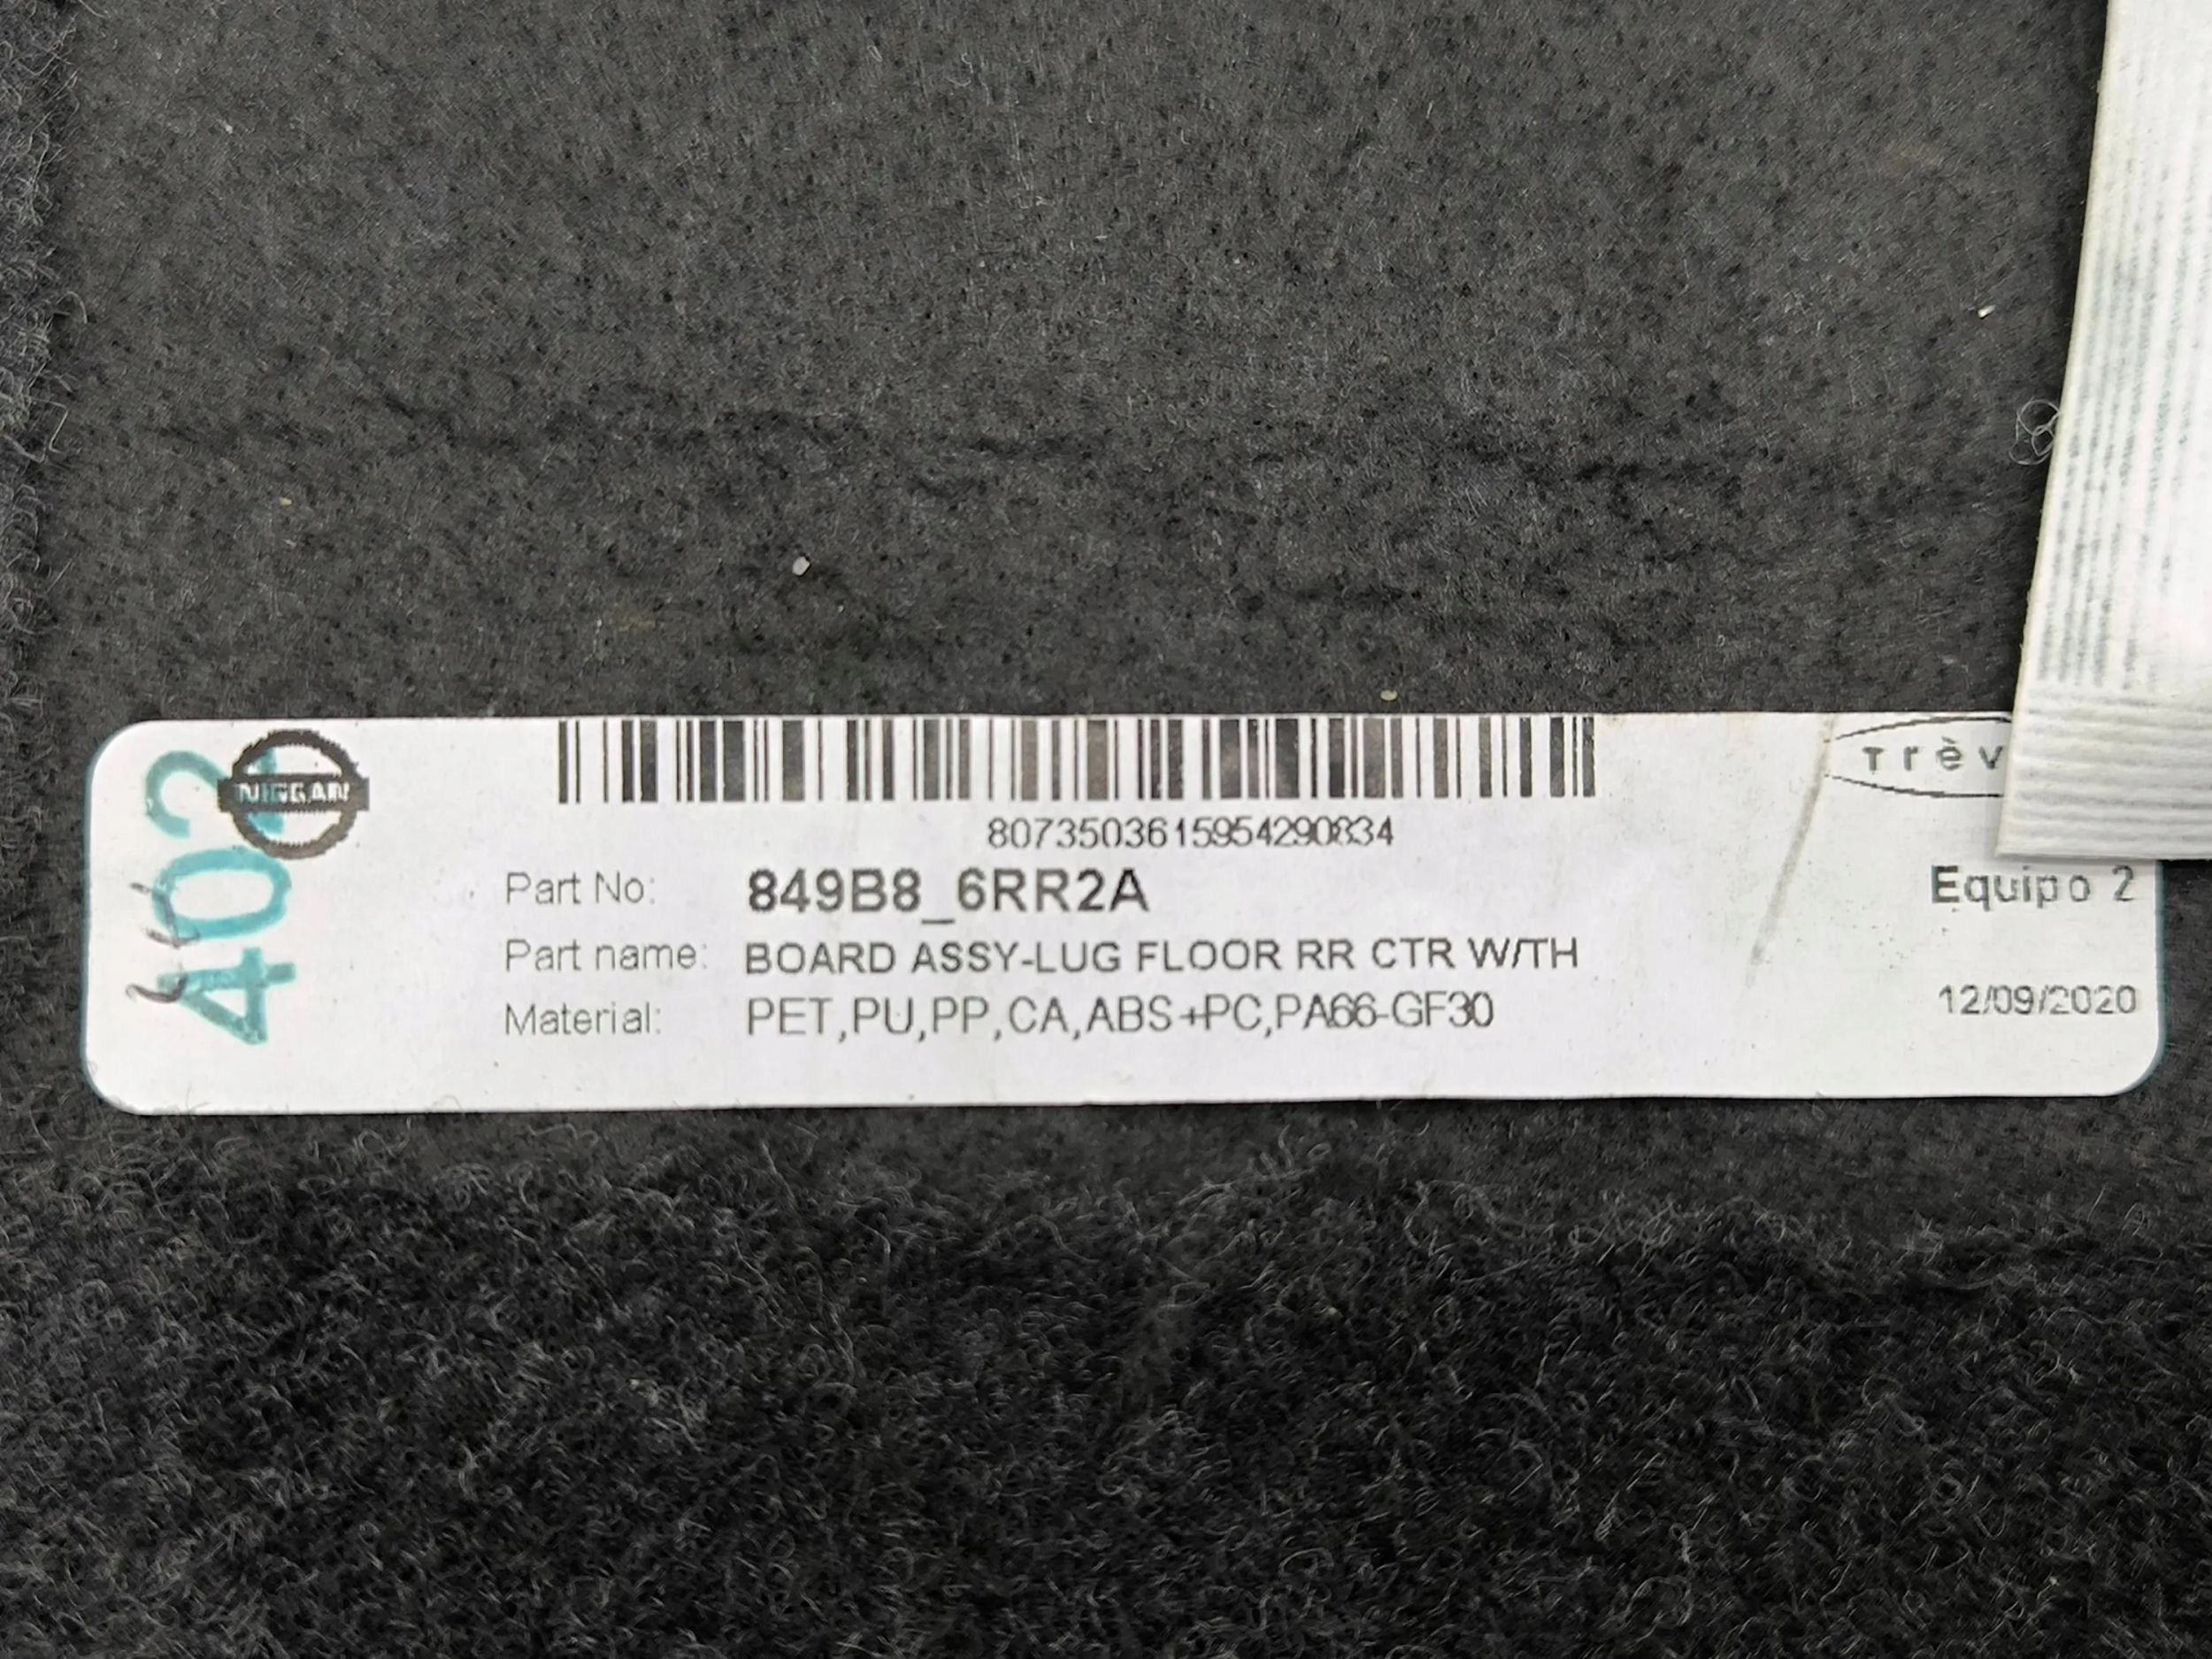 402
NISSAN
Trèv
8073503615954290834
Part No: 849B8_6RR2A
Equipo 2
Part name: BOARD ASSY-LUG FLOOR RR CTR W/TH
Material: PET,PU,PP,CA,ABS+PC,PA66-GF30
12/09/2020